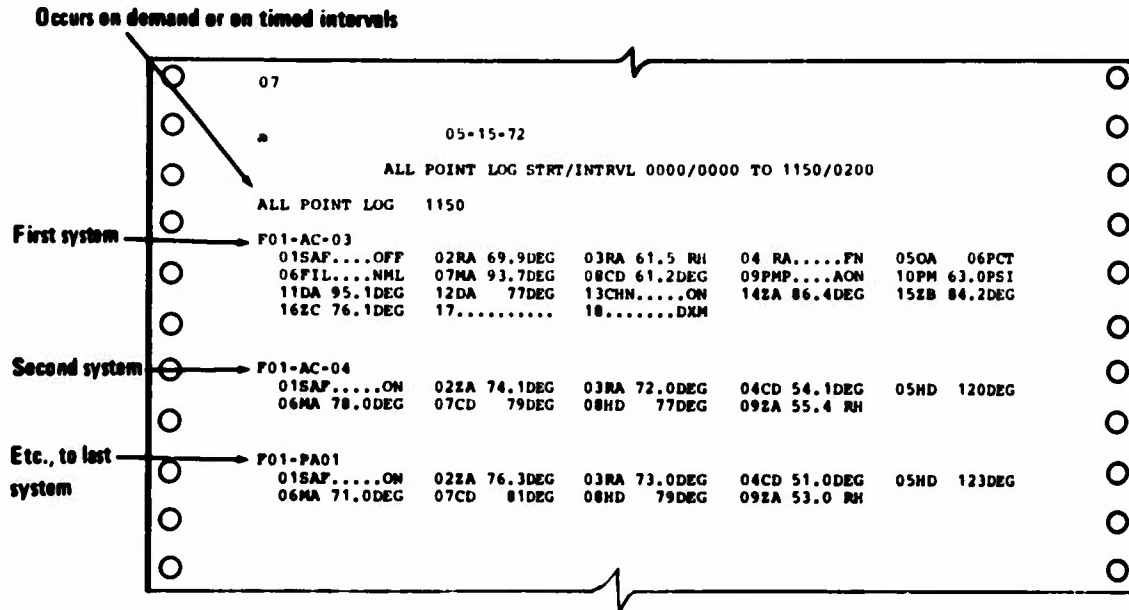 Occurs on demand or on timed intervals
07
05-15-72
ALL POINT LOG STRT/INTRVL 0000/0000 TO 1150/0200
ALL POINT LOG 1150
First system
F01-AC-03
01SAF....OFF 02RA 69.9DEG 03RA 61.5 RH 04 RA.....FN 05OA 06PCT
06FIL....NML 07MA 93.7DEG 08CD 61.2DEG 09PMP....AON 10PM 63.0PSI
11DA 95.1DEG 12DA 77DEG 13CHN.....ON 14ZA 86.4DEG 15ZB 84.2DEG
16ZC 76.1DEG 17.......... 18.......DXM
Second system
F01-AC-04
01SAF.....ON 02ZA 74.1DEG 03RA 72.0DEG 04CD 54.1DEG 05HD 120DEG
06MA 78.0DEG 07CD 79DEG 08HD 77DEG 09ZA 55.4 RH
Etc., to last
system
F01-PA01
01SAF.....ON 02ZA 76.3DEG 03RA 73.0DEG 04CD 51.0DEG 05HD 123DEG
06MA 71.0DEG 07CD 81DEG 08HD 79DEG 09ZA 53.0 RH